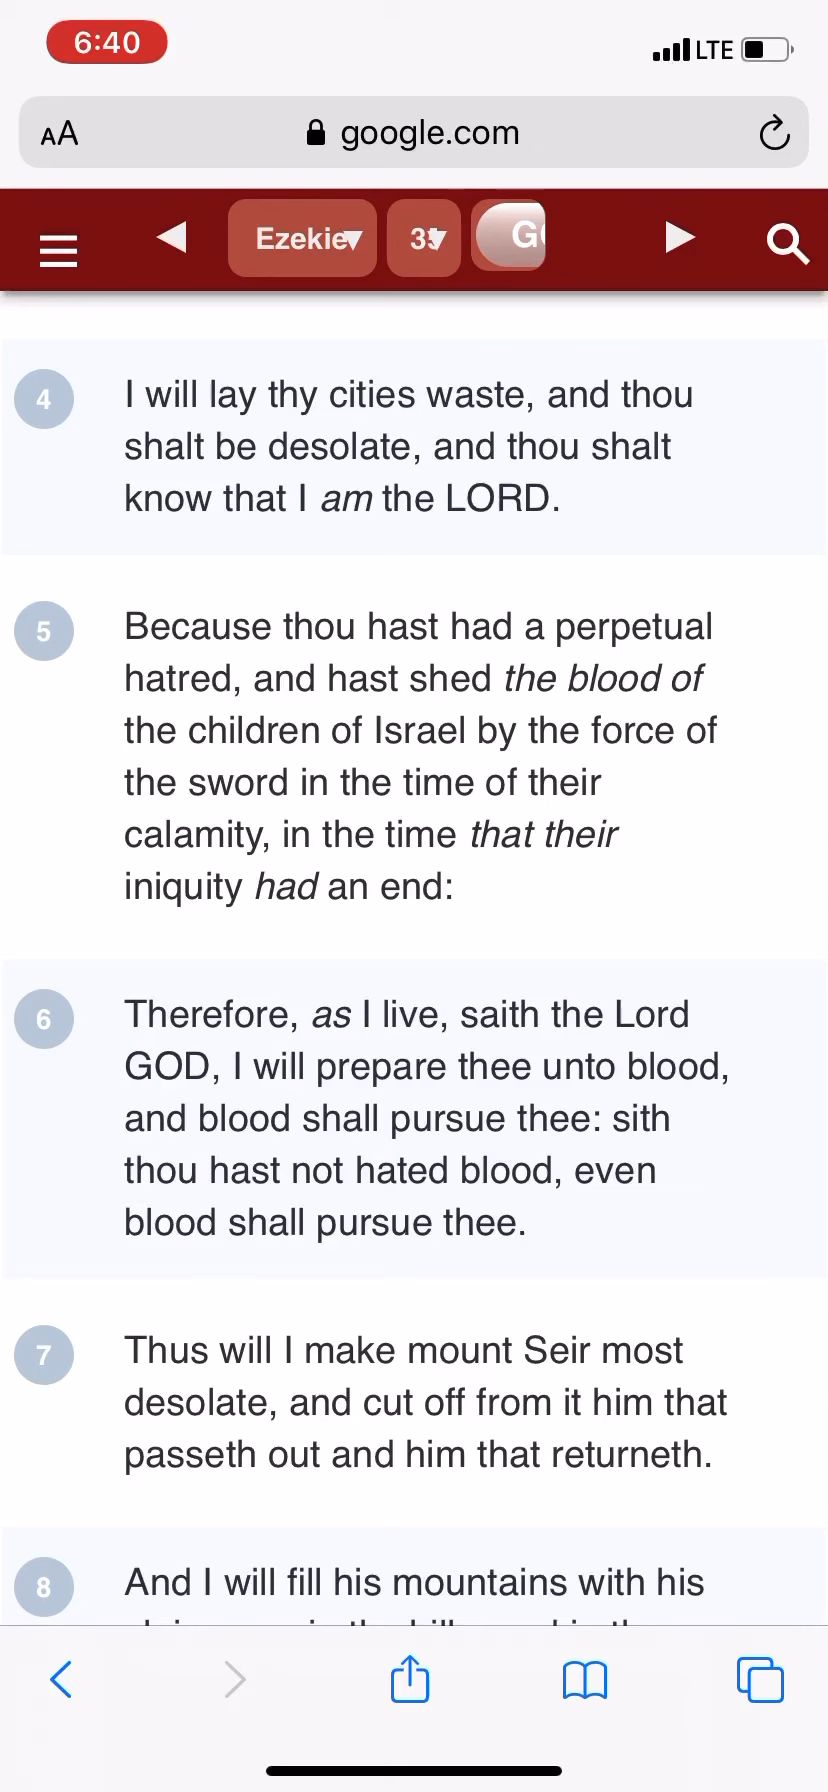 6:40
LTE
AA google.com
Ezekie
4 I will lay thy cities waste, and thou
shalt be desolate, and thou shalt
know that I am the LORD.
5 Because thou hast had a perpetual
hatred, and hast shed the blood of
the children of Israel by the force of
the sword in the time of their
calamity, in the time that their
iniquity had an end:
6 Therefore, as I live, saith the Lord
GOD, I will prepare thee unto blood,
and blood shall pursue thee: sith
thou hast not hated blood, even
blood shall pursue thee.
7 Thus will I make mount Seir most
desolate, and cut off from it him that
passeth out and him that returneth.
8 And I will fill his mountains with his